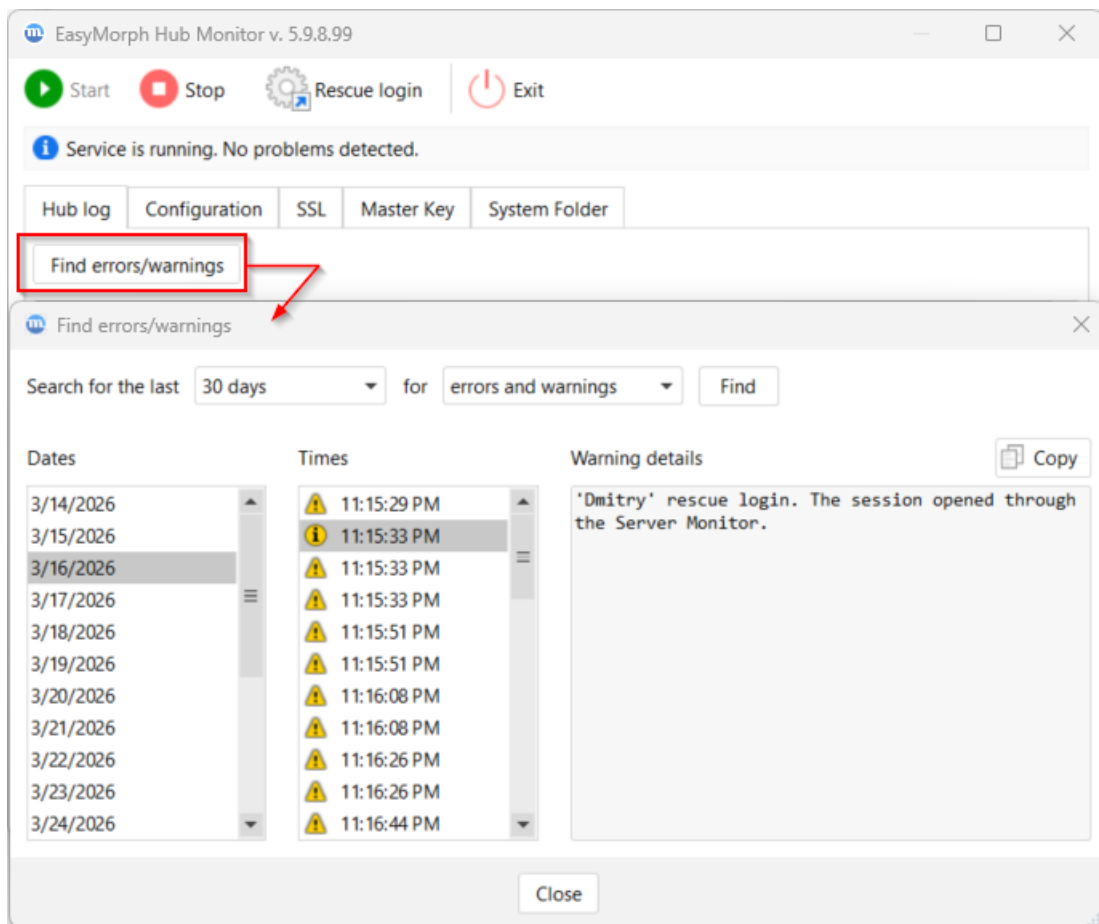 EasyMorph Hub Monitor v. 5.9.8.99
Start Stop Rescue login Exit
Service is running. No problems detected.
Hub log Configuration SSL Master Key System Folder
Find errors/warnings
Find errors/warnings
Search for the last 30 days for errors and warnings Find
Dates Times Warning details Copy
3/14/2026
3/15/2026
3/16/2026
3/17/2026
3/18/2026
3/19/2026
3/20/2026
3/21/2026
3/22/2026
3/23/2026
3/24/2026
11:15:29 PM
11:15:33 PM
11:15:33 PM
11:15:33 PM
11:15:51 PM
11:15:51 PM
11:16:08 PM
11:16:08 PM
11:16:26 PM
11:16:26 PM
11:16:44 PM
'Dmitry' rescue login. The session opened through
the Server Monitor.
Close